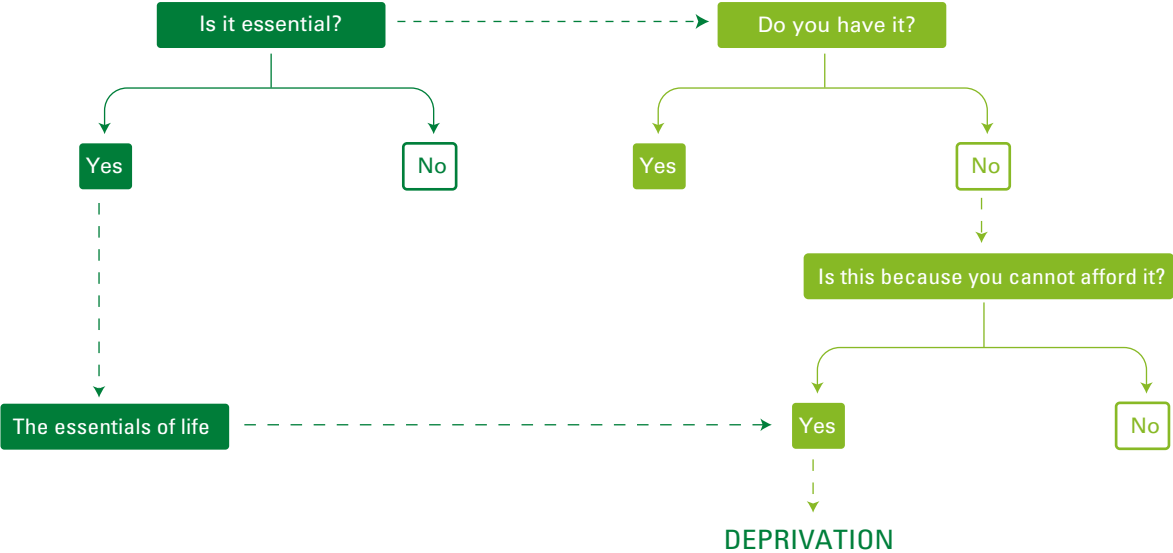 Is it essential?
Do you have it?
Yes
No
Yes
No
Is this because you cannot afford it?
The essentials of life
Yes
No
DEPRIVATION